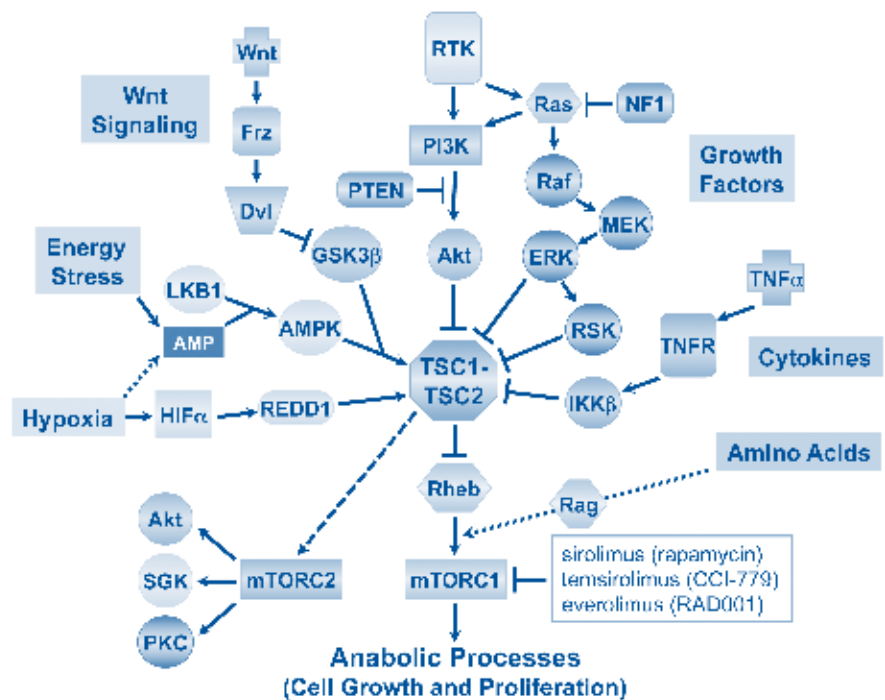 Wnt
RTK
Wnt
Signaling
Ras
NF1
Frz
PI3K
Growth
Factors
Raf
PTEN
Dvl
MEK
Energy
Stress
GSK3β
Akt
ERK
TNFα
LKB1
AMPK
RSK
AMP
TNFR
Cytokines
TSC1-
TSC2
Hypoxia
HIFα
REDD1
IKKβ
Amino Acids
Rheb
Rag
Akt
sirolimus (rapamycin)
SGK
mTORC2
mTORC1
temsirolimus (CCI-779)
everolimus (RAD001)
PKC
Anabolic Processes
(Cell Growth and Proliferation)